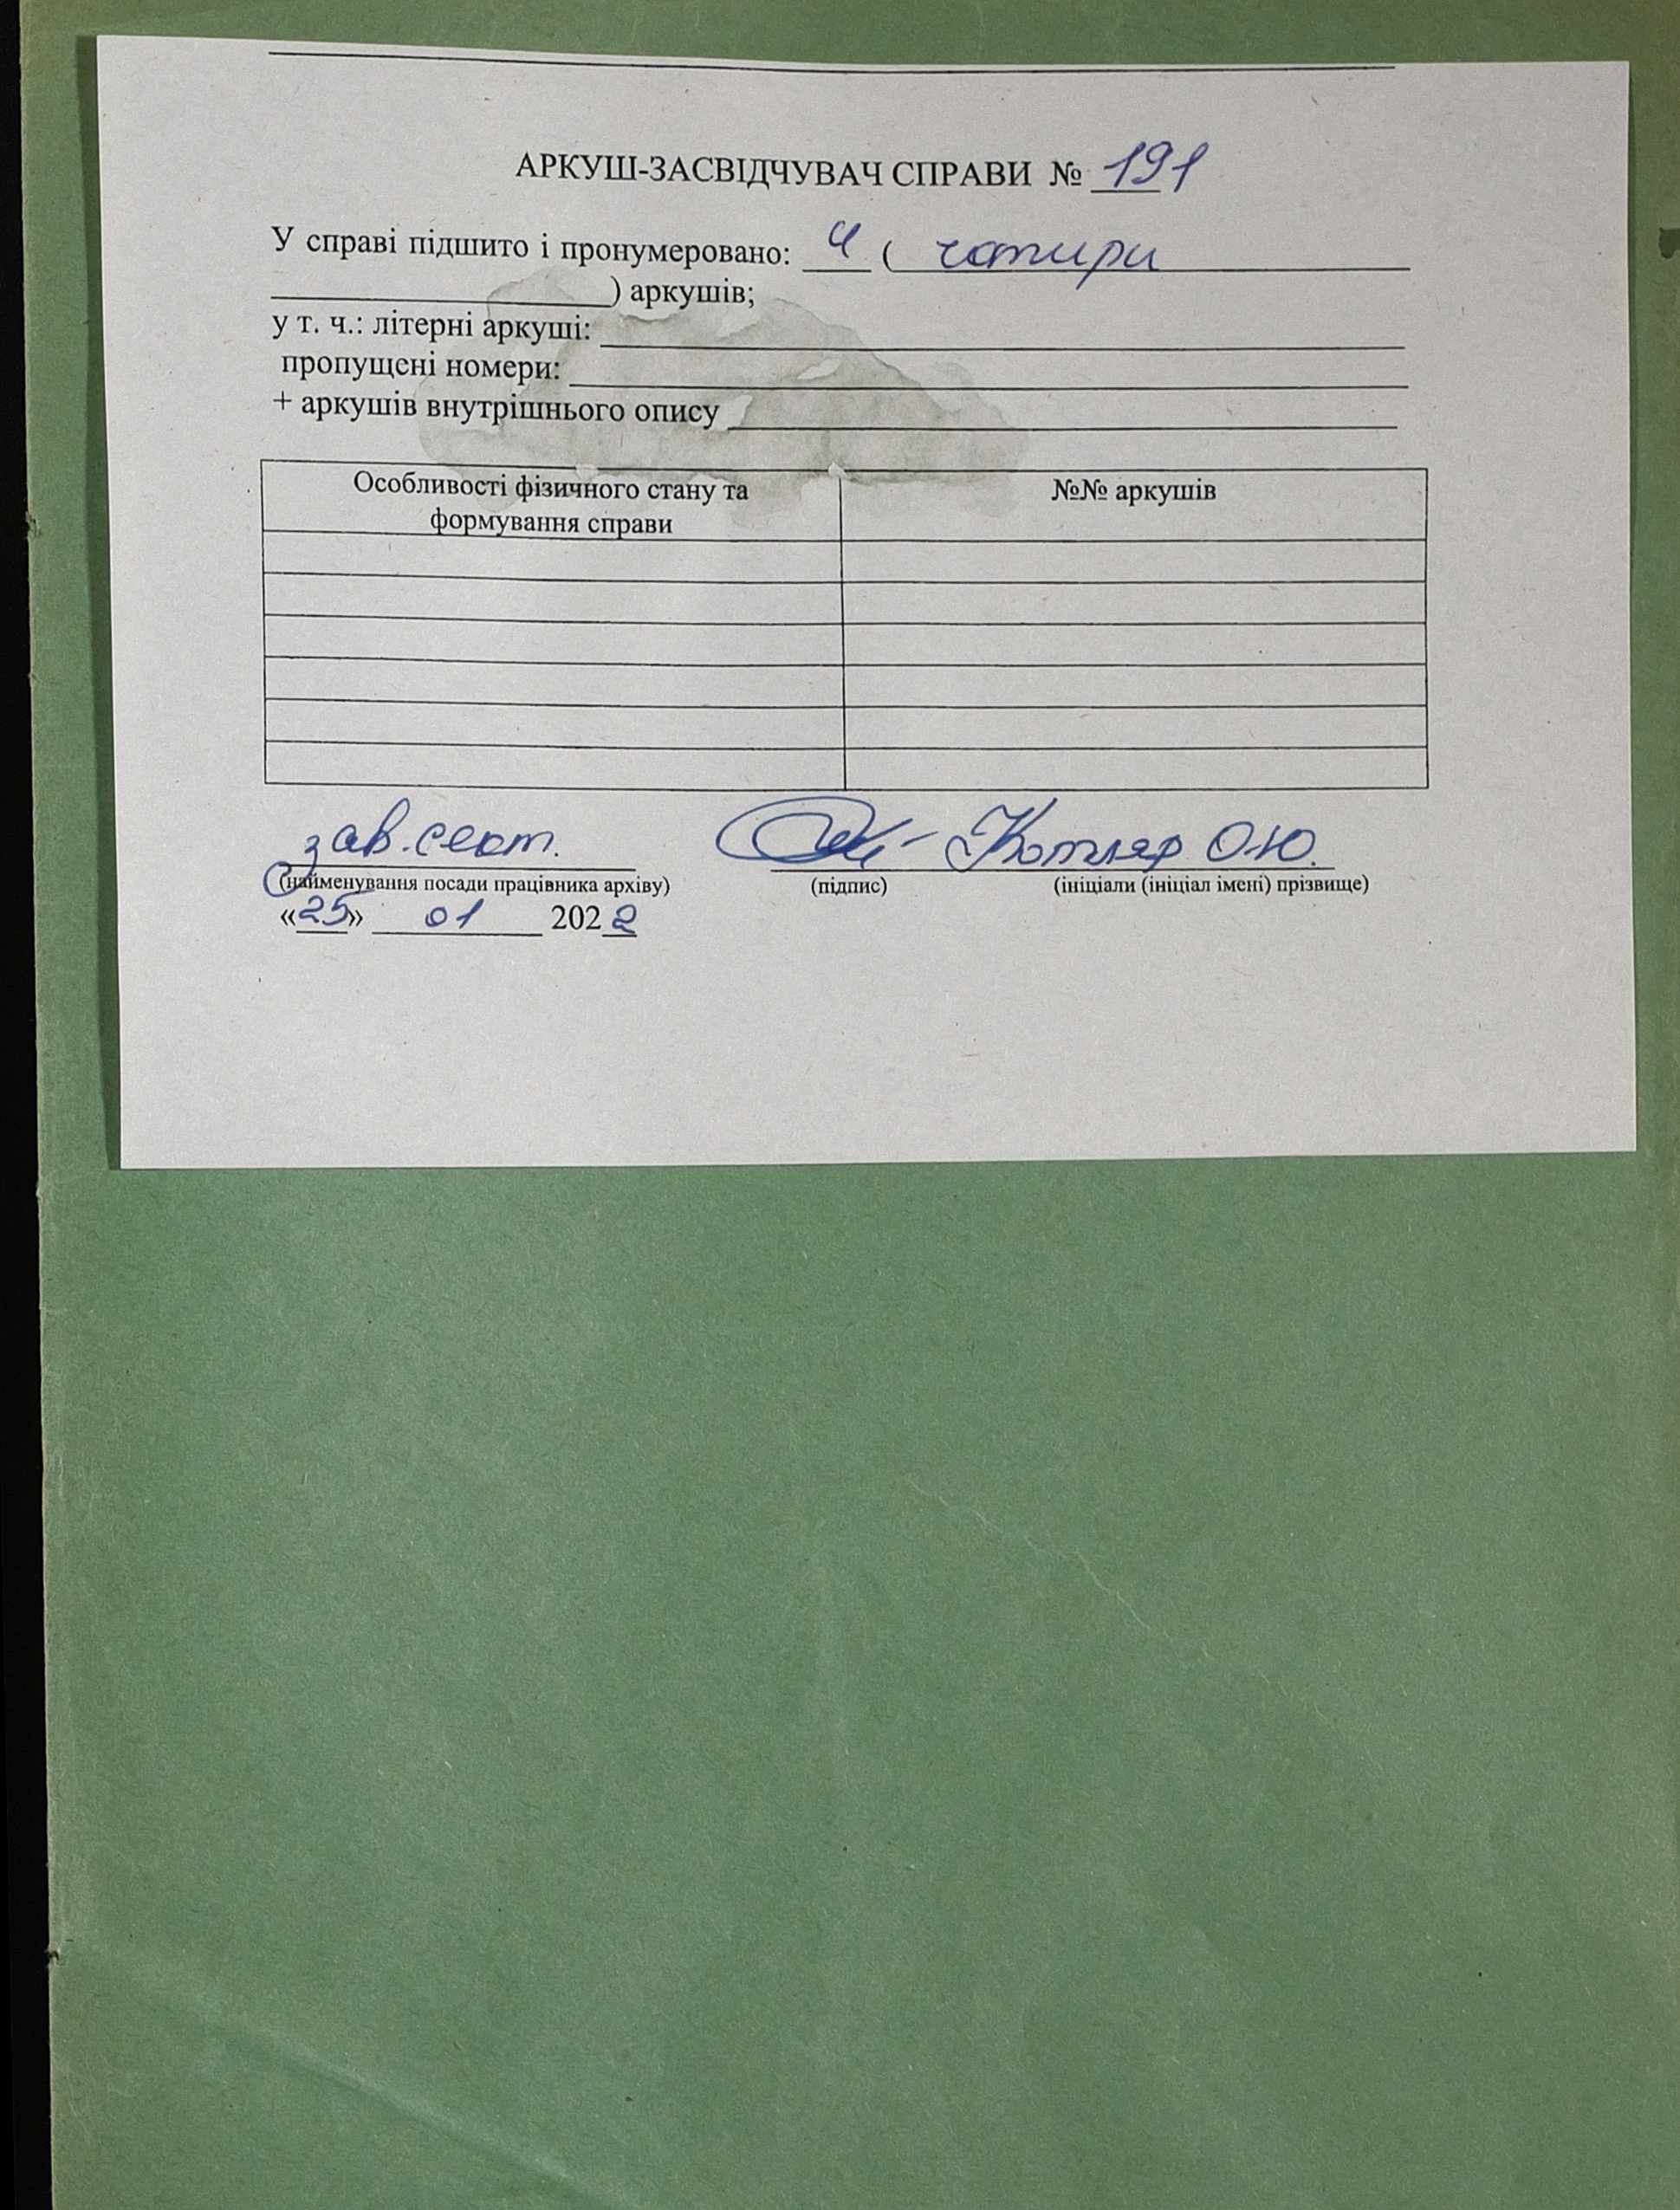 АРКУШ-ЗАСВІДЧУВАЧ СПРАВИ № 191
У справі підшито і пронумеровано: 4 ( чотири
) аркушів;
у т. ч.: літерні аркуші:
пропущені номери:
+ аркушів внутрішнього опису
Особливості фізичного стану та формування справи №№ аркушів
зав. сект. Котляр О.Ю.
(найменування посади працівника архіву) (підпис) (ініціали (ініціал імені) прізвище)
«25» 01 2022